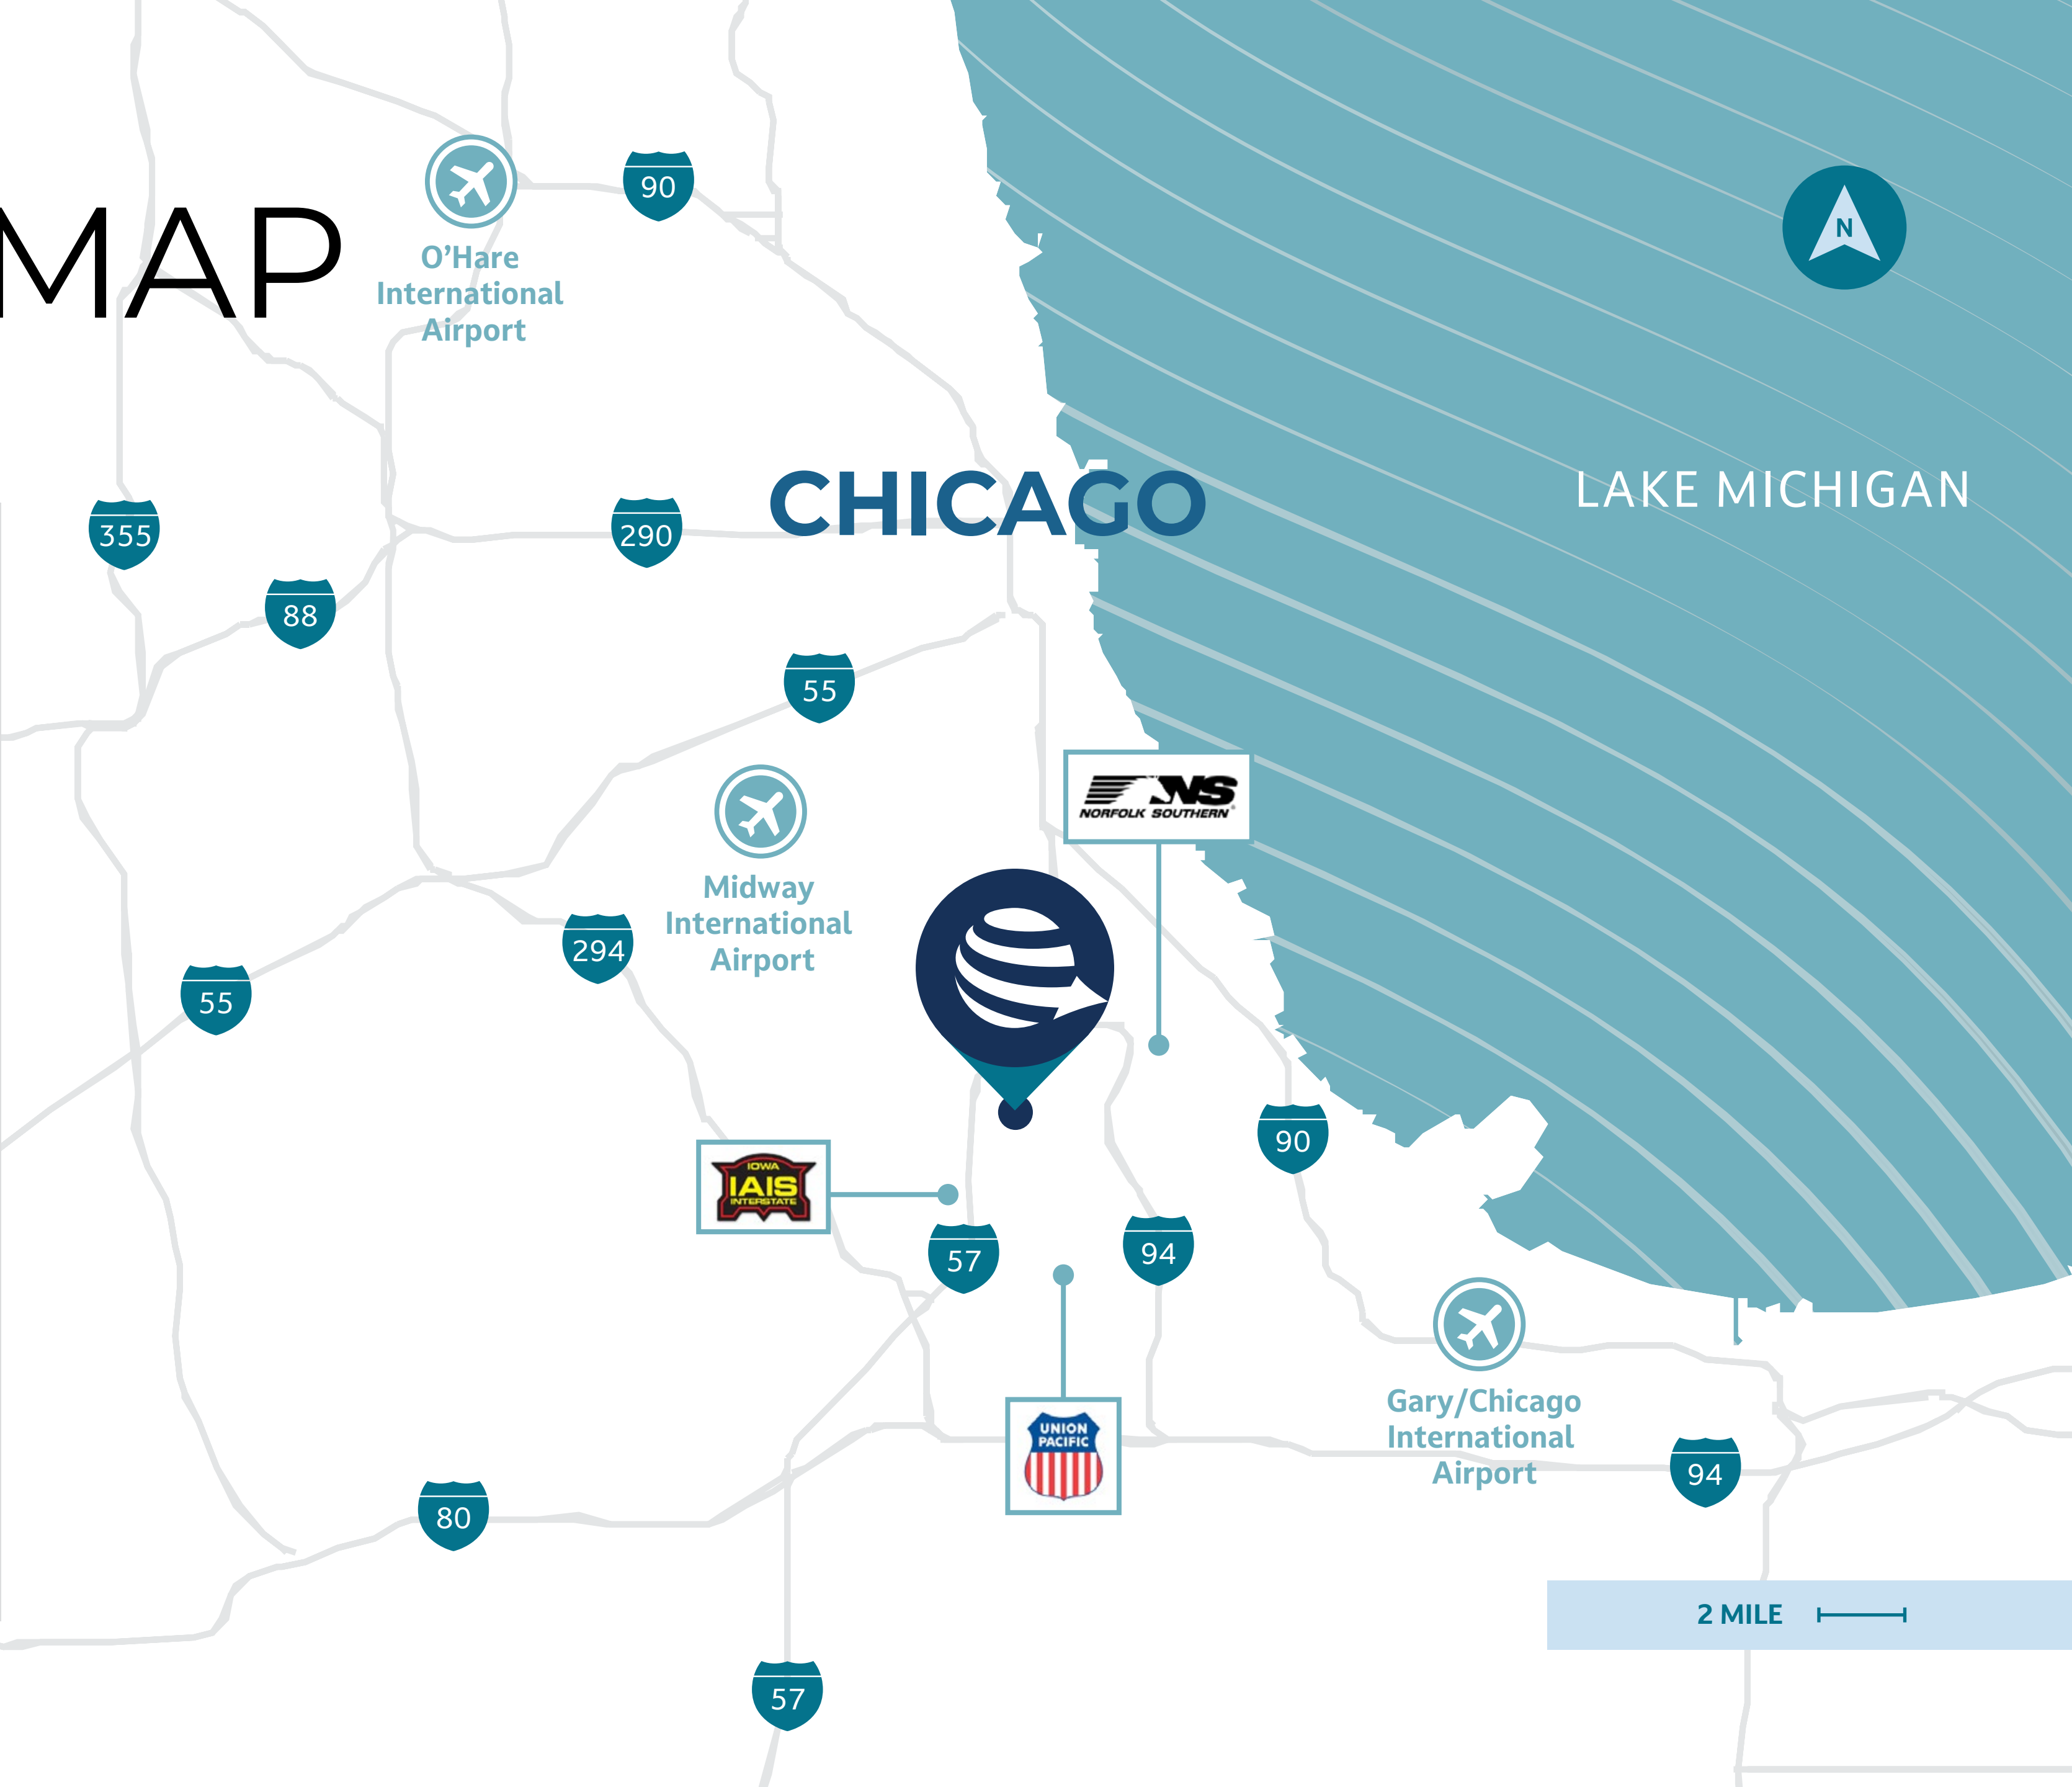 90
N
MAP
O'Hare
International
Airport
CHICAGO
LAKE MICHIGAN
355
290
88
55
NS
NORFOLK SOUTHERN®
Midway
International
Airport
294
55
90
IOWA
IAIS
INTERSTATE
57
94
Gary/Chicago
International
Airport
UNION
PACIFIC
94
80
2 MILE
57